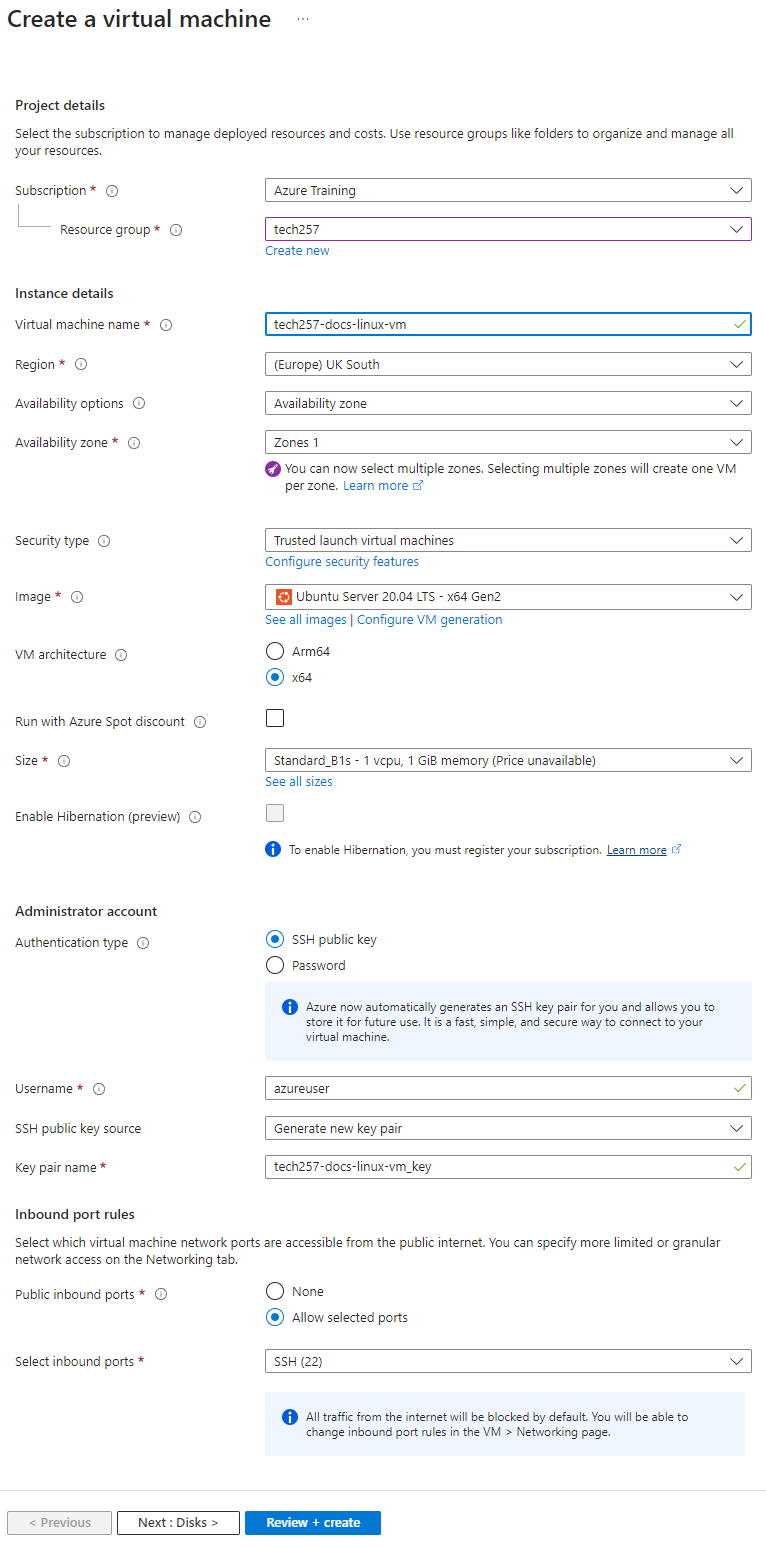 Create a virtual machine ...
Project details
Select the subscription to manage deployed resources and costs. Use resource groups like folders to organize and manage all
your resources.
Subscription *
Azure Training
Resource group *
tech257
Create new
Instance details
Virtual machine name *
tech257-docs-linux-vm
Region *
(Europe) UK South
Availability options
Availability zone
Availability zone *
Zones 1
You can now select multiple zones. Selecting multiple zones will create one VM
per zone. Learn more
Security type
Trusted launch virtual machines
Configure security features
Image *
Ubuntu Server 20.04 LTS - x64 Gen2
See all images | Configure VM generation
VM architecture
Arm64
x64
Run with Azure Spot discount
Size *
Standard_B1s - 1 vcpu, 1 GiB memory (Price unavailable)
See all sizes
Enable Hibernation (preview)
To enable Hibernation, you must register your subscription. Learn more
Administrator account
Authentication type
SSH public key
Password
Azure now automatically generates an SSH key pair for you and allows you to
store it for future use. It is a fast, simple, and secure way to connect to your
virtual machine.
Username *
azureuser
SSH public key source
Generate new key pair
Key pair name *
tech257-docs-linux-vm_key
Inbound port rules
Select which virtual machine network ports are accessible from the public internet. You can specify more limited or granular
network access on the Networking tab.
Public inbound ports *
None
Allow selected ports
Select inbound ports *
SSH (22)
All traffic from the internet will be blocked by default. You will be able to
change inbound port rules in the VM > Networking page.
< Previous
Next : Disks >
Review + create